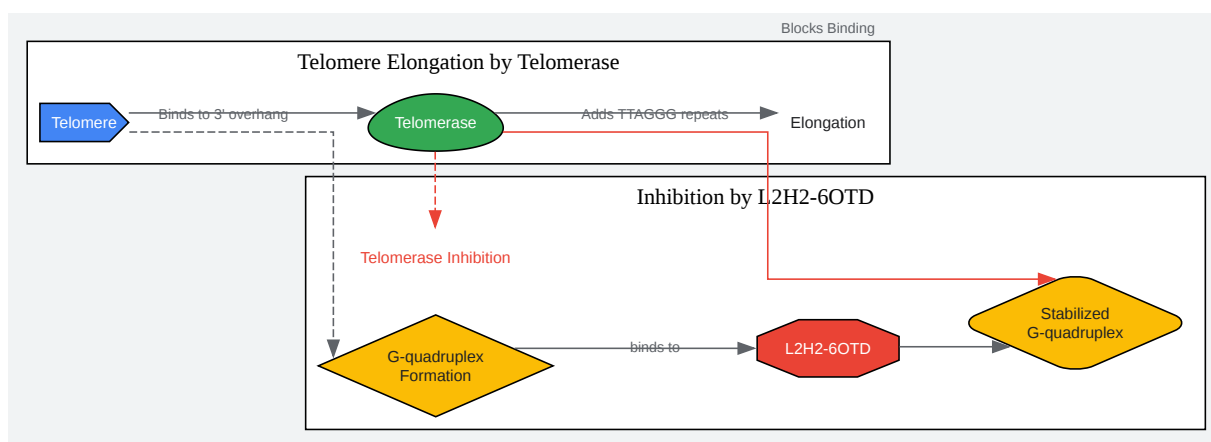 Blocks Binding
Telomere Elongation by Telomerase
Telomere
Binds to 3' overhang
Telomerase
Adds TTAGGG repeats
Elongation
Inhibition by L2H2-6OTD
Telomerase Inhibition
G-quadruplex
Formation
binds to
L2H2-6OTD
Stabilized
G-quadruplex